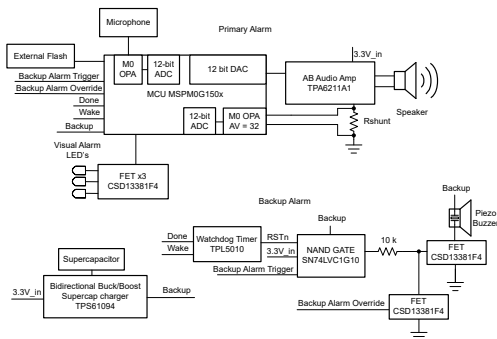 Microphone
Primary Alarm
External Flash
3.3V_in
M0
OPA
12-bit
ADC
12 bit DAC
AB Audio Amp
TPA6211A1
Backup Alarm Trigger
Backup Alarm Override
MCU MSPM0G150x
Done
Wake
12-bit
ADC
M0 OPA
AV = 32
Rshunt
Speaker
Backup
Visual Alarm
LED's
FET x3
CSD13381F4
Backup Alarm
Backup
Piezo
Buzzer
Backup
Done
Wake
Watchdog Timer
TPL5010
RSTn
3.3V_in
NAND GATE
SN74LVC1G10
10 k
FET
CSD13381F4
Backup Alarm Trigger
Supercapacitor
3.3V_in
Bidirectional Buck/Boost
Supercap charger
TPS61094
Backup
Backup Alarm Override
FET
CSD13381F4